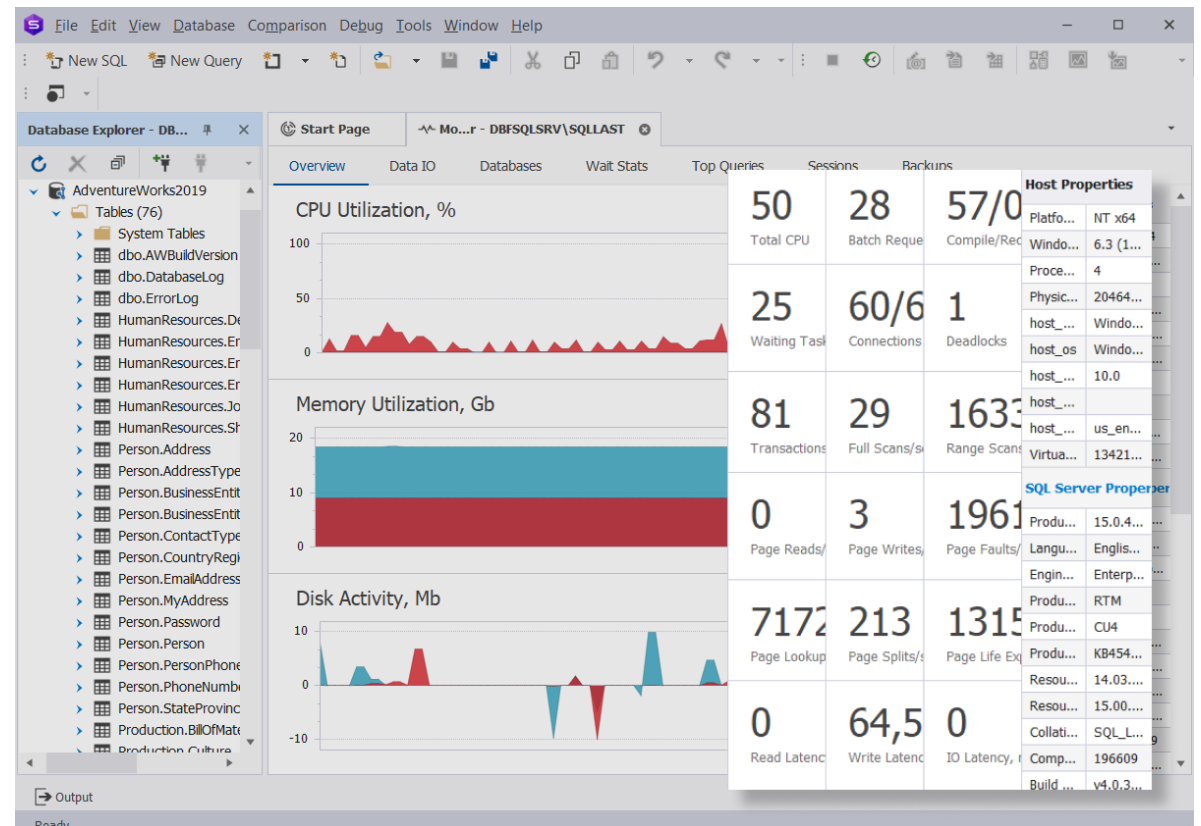 File Edit View Database Comparison Debug Tools Window Help
New SQL New Query
Database Explorer - DB...
Start Page
Mo...r - DBFSQLSRV\SQLLAST
Overview Data IO Databases Wait Stats Top Queries Sessions Backups
AdventureWorks2019
Tables (76)
System Tables
dbo.AWBuildVersion
dbo.DatabaseLog
dbo.ErrorLog
HumanResources.De
HumanResources.Er
HumanResources.Er
HumanResources.Er
HumanResources.Jo
HumanResources.Sh
Person.Address
Person.AddressType
Person.BusinessEntit
Person.BusinessEntit
Person.ContactType
Person.CountryRegi
Person.EmailAddress
Person.MyAddress
Person.Password
Person.Person
Person.PersonPhone
Person.PhoneNumb
Person.StateProvinc
Production.BillOfMate
Production.Culture
CPU Utilization, %
100
50
0
Memory Utilization, Gb
20
10
0
Disk Activity, Mb
10
0
-10
50 28 57/0
Total CPU Batch Reque Compile/Rec
25 60/6 1
Waiting Task Connections Deadlocks
81 29 1633
Transactions Full Scans/s Range Scans
0 3 1961
Page Reads/ Page Writes/ Page Faults/
7172 213 1315
Page Lookup Page Splits/s Page Life Exp
0 64,5 0
Read Latenc Write Latenc IO Latency,
Host Properties
Platfo... NT x64
Windo... 6.3 (1...
Proce... 4
Physic... 20464...
host_... Windo...
host_os Windo...
host_... 10.0
host_...
host_... us_en...
Virtua... 13421...
SQL Server Proper
Produ... 15.0.4...
Langu... Englis...
Engin... Enterp...
Produ... RTM
Produ... CU4
Produ... KB454...
Resou... 14.03....
Resou... 15.00....
Collati... SQL_L...
Comp... 196609
Build ... v4.0.3...
Output
Ready